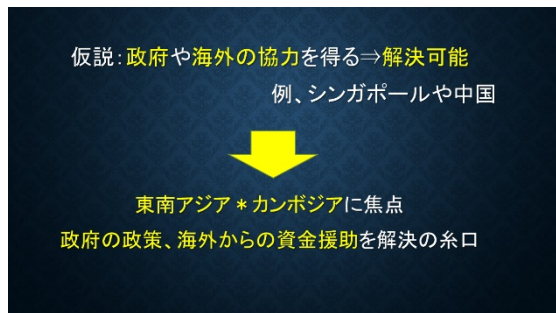 仮説：政府や海外の協力を得る⇒解決可能
例、シンガポールや中国
東南アジア＊カンボジアに焦点
政府の政策、海外からの資金援助を解決の糸口